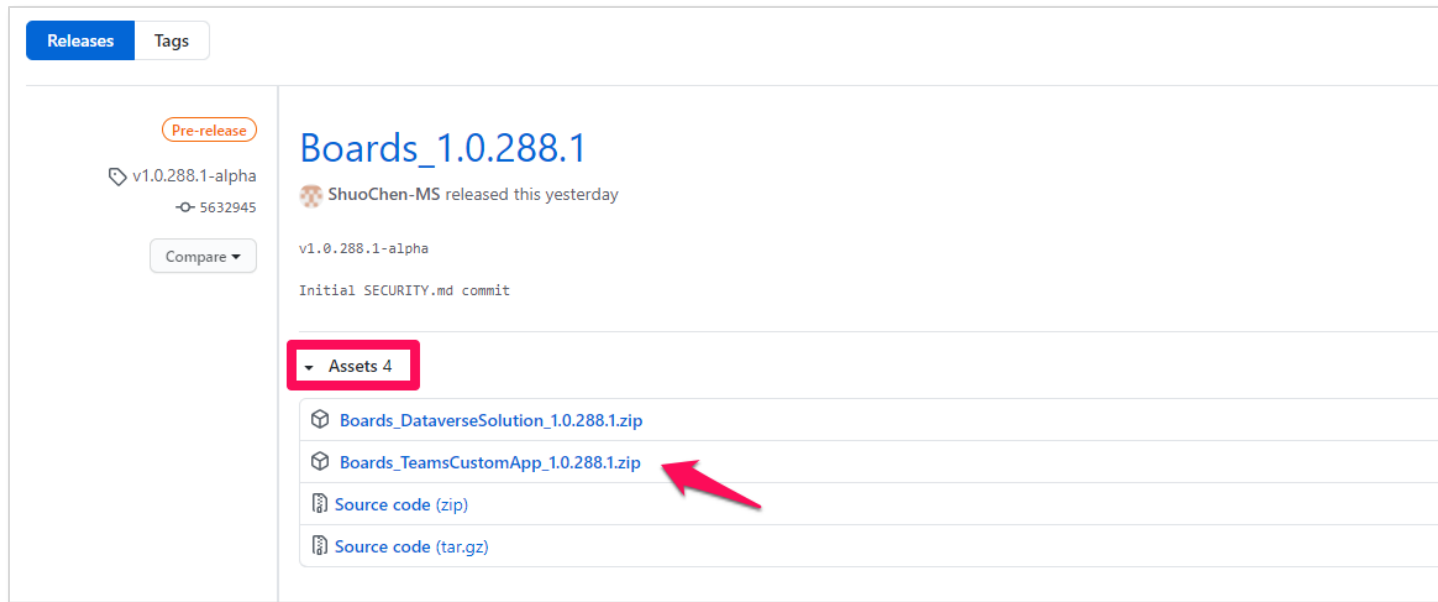 Releases Tags
Pre-release
v1.0.288.1-alpha
5632945
Compare
Boards_1.0.288.1
ShuoChen-MS released this yesterday
v1.0.288.1-alpha
Initial SECURITY.md commit
Assets 4
Boards_DataverseSolution_1.0.288.1.zip
Boards_TeamsCustomApp_1.0.288.1.zip
Source code (zip)
Source code (tar.gz)